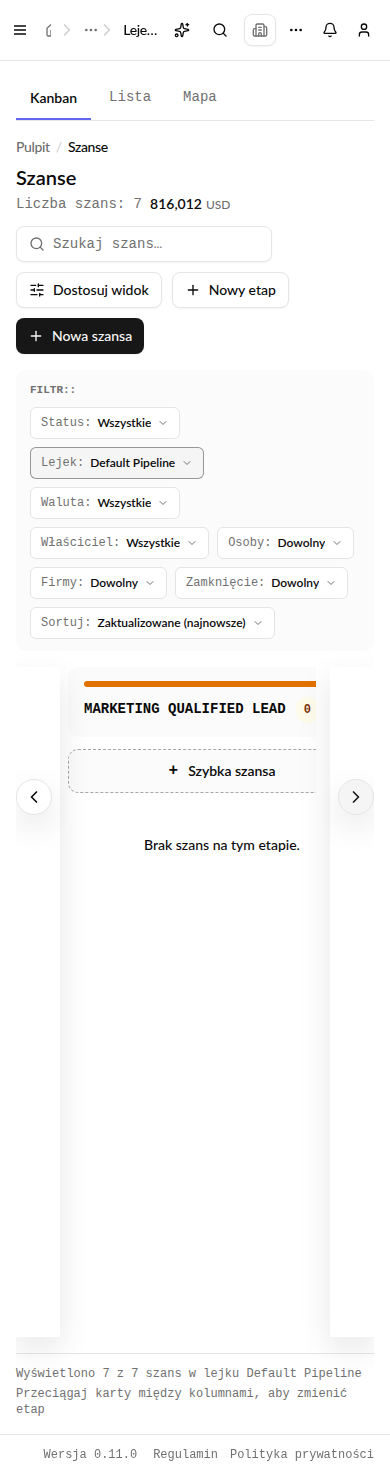 Leje…
Kanban Lista Mapa
Pulpit / Szanse
Szanse
Liczba szans: 7 816,012 USD
Szukaj szans…
Dostosuj widok + Nowy etap
+ Nowa szansa
FILTR::
Status: Wszystkie
Lejek: Default Pipeline
Waluta: Wszystkie
Właściciel: Wszystkie Osoby: Dowolny
Firmy: Dowolny Zamknięcie: Dowolny
Sortuj: Zaktualizowane (najnowsze)
MARKETING QUALIFIED LEAD 0
+ Szybka szansa
Brak szans na tym etapie.
Wyświetlono 7 z 7 szans w lejku Default Pipeline
Przeciągaj karty między kolumnami, aby zmienić
etap
Wersja 0.11.0 Regulamin Polityka prywatności